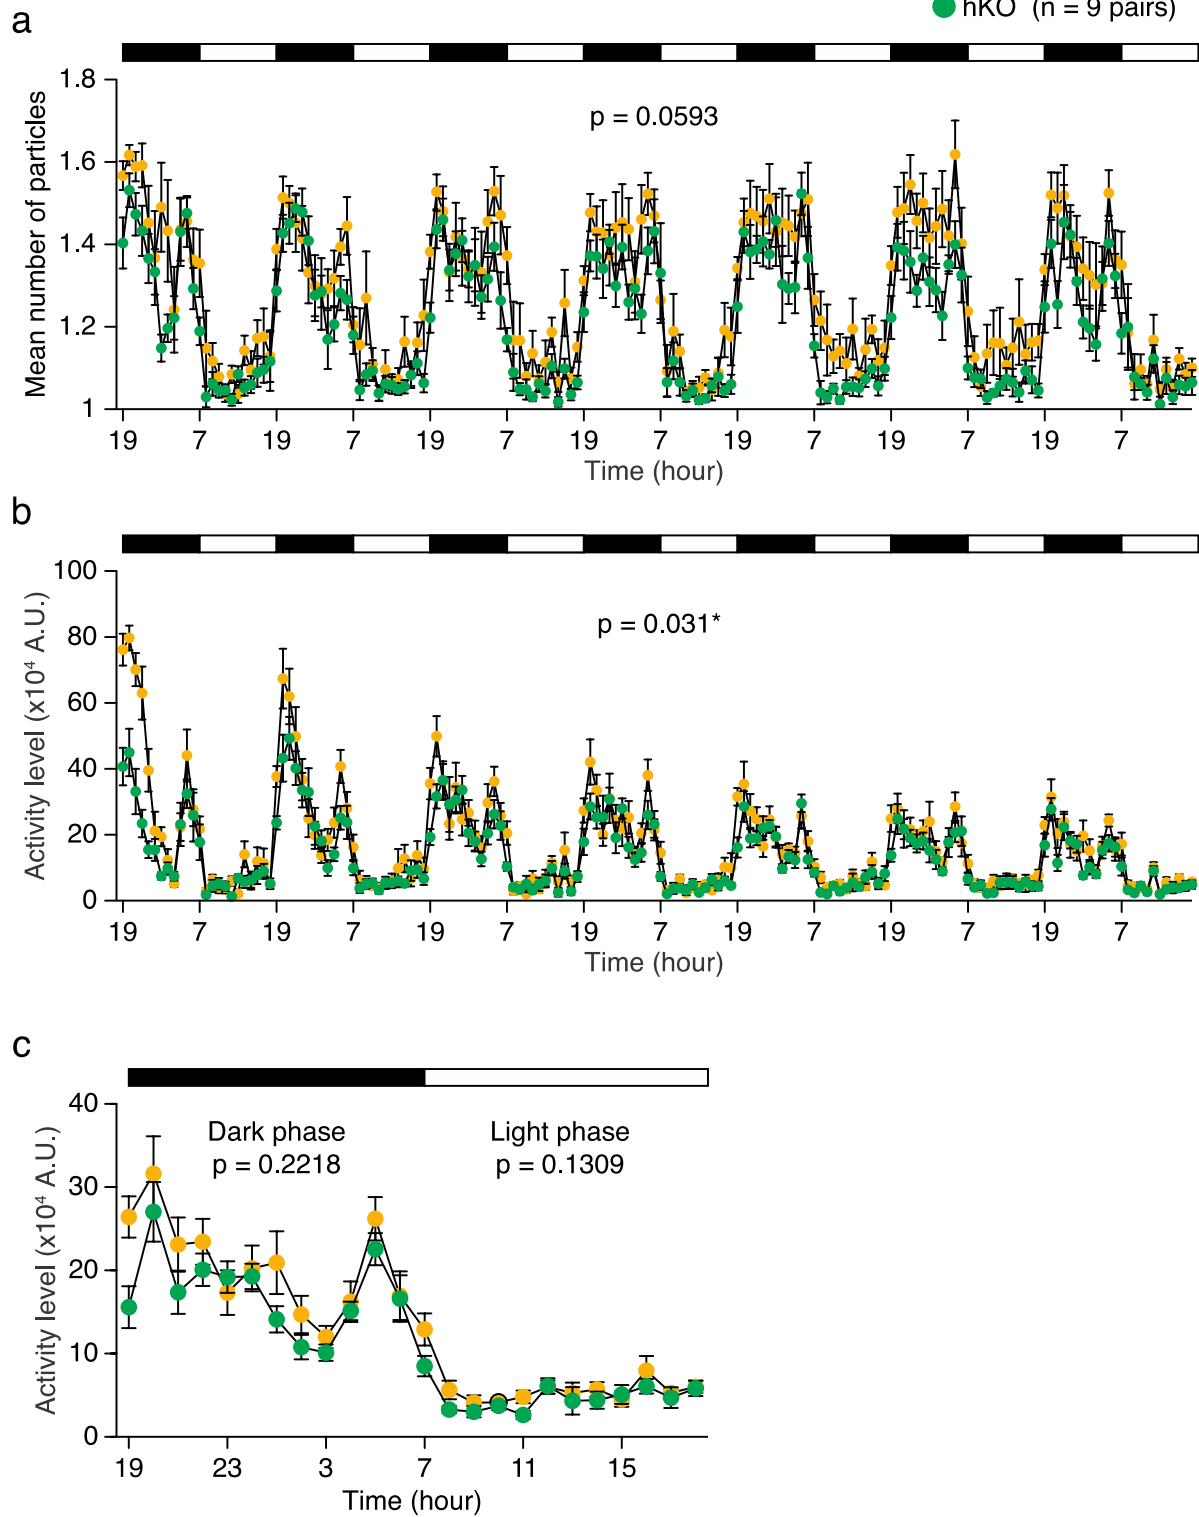 hKO (n = 9 pairs)
a
1.8
1.6
1.4
1.2
1
Mean number of particles
p = 0.0593
19 7 19 7 19 7 19 7 19 7 19 7 19 7
Time (hour)
b
100
80
60
40
20
0
Activity level (x10⁴ A.U.)
p = 0.031*
19 7 19 7 19 7 19 7 19 7 19 7 19 7
Time (hour)
c
40
30
20
10
0
Activity level (x10⁴ A.U.)
Dark phase
p = 0.2218
Light phase
p = 0.1309
19 23 3 7 11 15
Time (hour)